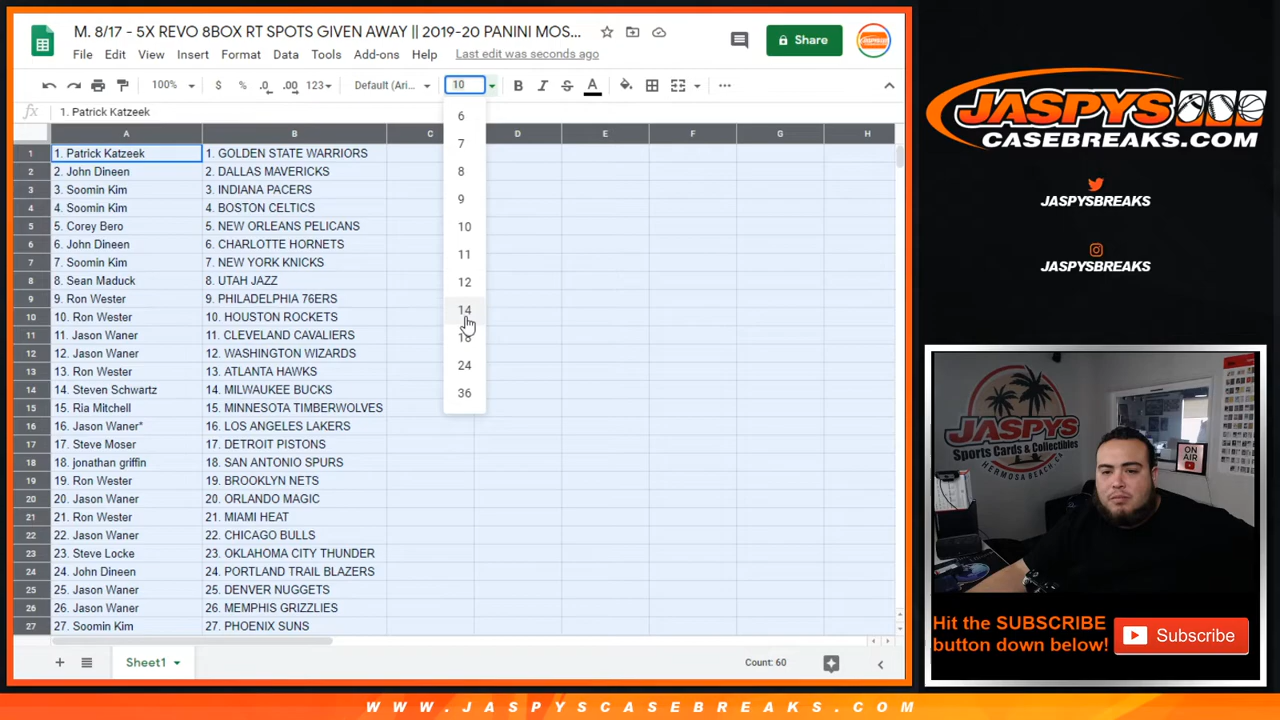 M. 8/17 - 5X REVO 8BOX RT SPOTS GIVEN AWAY || 2019-20 PANINI MOS...
File Edit View Insert Format Data Tools Add-ons Help Last edit was seconds ago
Share
100% $ % .0 .00 123 Default (Ari... 10 B I S A
fx 1. Patrick Katzeek
A B C D E F G H
1 1. Patrick Katzeek 1. GOLDEN STATE WARRIORS
2 2. John Dineen 2. DALLAS MAVERICKS
3 3. Soomin Kim 3. INDIANA PACERS
4 4. Soomin Kim 4. BOSTON CELTICS
5 5. Corey Bero 5. NEW ORLEANS PELICANS
6 6. John Dineen 6. CHARLOTTE HORNETS
7 7. Soomin Kim 7. NEW YORK KNICKS
8 8. Sean Maduck 8. UTAH JAZZ
9 9. Ron Wester 9. PHILADELPHIA 76ERS
10 10. Ron Wester 10. HOUSTON ROCKETS
11 11. Jason Waner 11. CLEVELAND CAVALIERS
12 12. Jason Waner 12. WASHINGTON WIZARDS
13 13. Ron Wester 13. ATLANTA HAWKS
14 14. Steven Schwartz 14. MILWAUKEE BUCKS
15 15. Ria Mitchell 15. MINNESOTA TIMBERWOLVES
16 16. Jason Waner* 16. LOS ANGELES LAKERS
17 17. Steve Moser 17. DETROIT PISTONS
18 18. jonathan griffin 18. SAN ANTONIO SPURS
19 19. Ron Wester 19. BROOKLYN NETS
20 20. Jason Waner 20. ORLANDO MAGIC
21 21. Ron Wester 21. MIAMI HEAT
22 22. Jason Waner 22. CHICAGO BULLS
23 23. Steve Locke 23. OKLAHOMA CITY THUNDER
24 24. John Dineen 24. PORTLAND TRAIL BLAZERS
25 25. Jason Waner 25. DENVER NUGGETS
26 26. Jason Waner 26. MEMPHIS GRIZZLIES
27 27. Soomin Kim 27. PHOENIX SUNS
6
7
8
9
10
11
12
14
18
24
36
Sheet1
Count: 60
JASPYS
CASEBREAKS.COM
JASPYSBREAKS
JASPYSBREAKS
JASPYS
Sports Cards & Collectibles
HERMOSA BEACH, CA
ON AIR
Hit the SUBSCRIBE
button down below!
Subscribe
WWW.JASPYSCASEBREAKS.COM